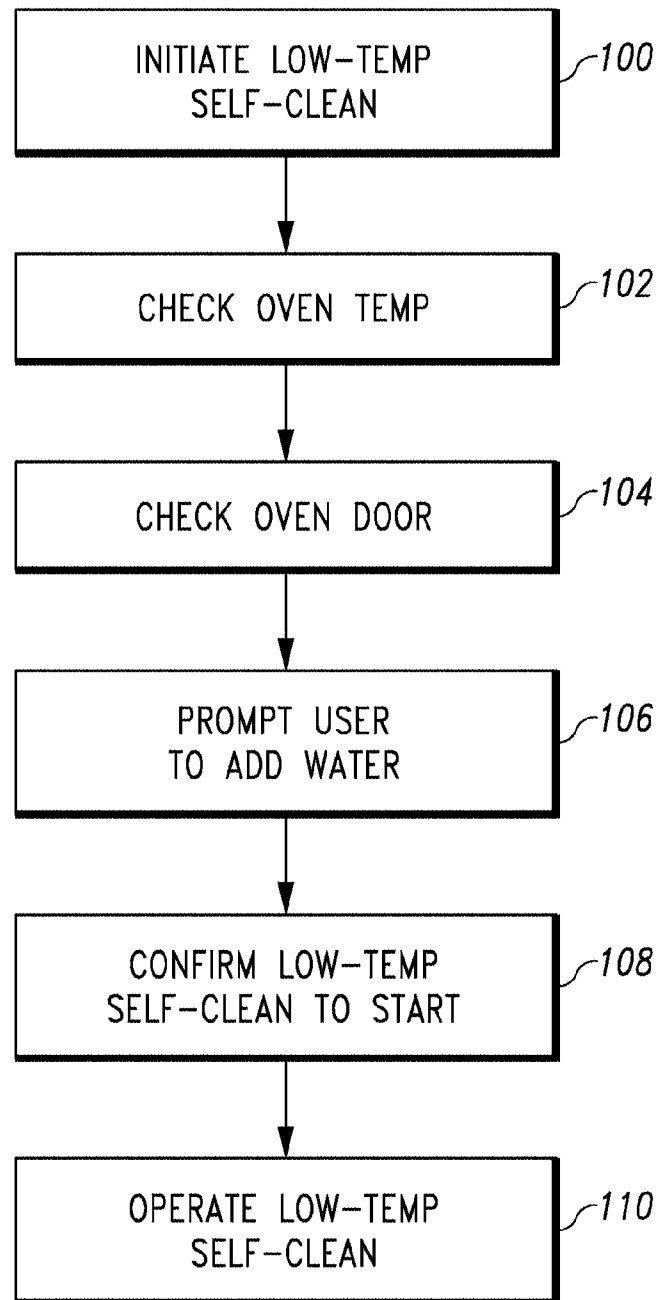 INITIATE LOW-TEMP
SELF-CLEAN
100
CHECK OVEN TEMP
102
CHECK OVEN DOOR
104
PROMPT USER
TO ADD WATER
106
CONFIRM LOW-TEMP
SELF-CLEAN TO START
108
OPERATE LOW-TEMP
SELF-CLEAN
110